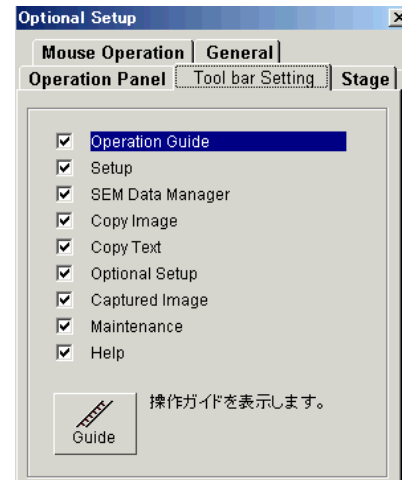 Optional Setup
Mouse Operation General
Operation Panel Tool bar Setting Stage
Operation Guide
Setup
SEM Data Manager
Copy Image
Copy Text
Optional Setup
Captured Image
Maintenance
Help
操作ガイドを表示します。
Guide